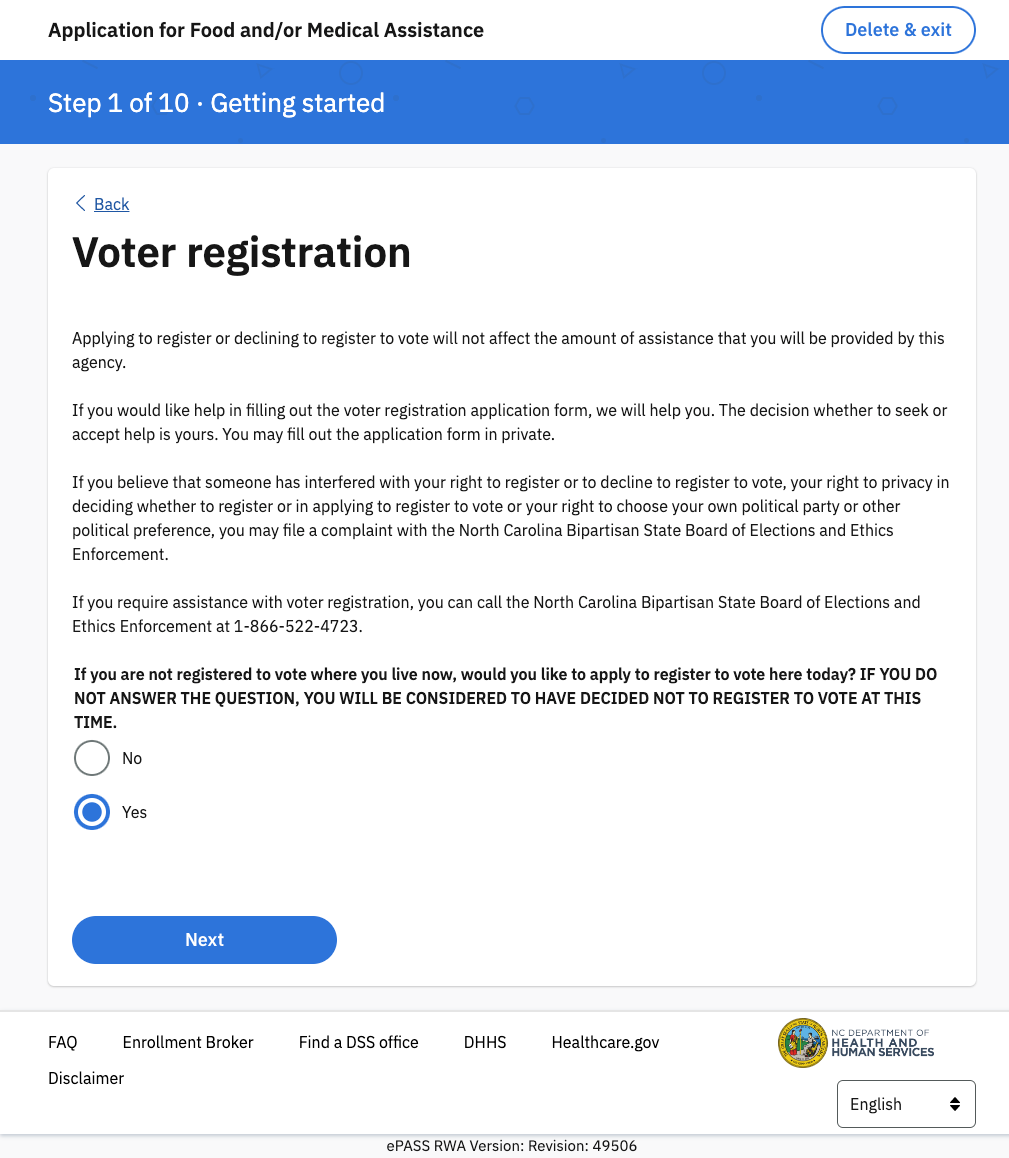 Application for Food and/or Medical Assistance
Delete & exit
Step 1 of 10 · Getting started
Back
Voter registration
Applying to register or declining to register to vote will not affect the amount of assistance that you will be provided by this
agency.
If you would like help in filling out the voter registration application form, we will help you. The decision whether to seek or
accept help is yours. You may fill out the application form in private.
If you believe that someone has interfered with your right to register or to decline to register to vote, your right to privacy in
deciding whether to register or in applying to register to vote or your right to choose your own political party or other
political preference, you may file a complaint with the North Carolina Bipartisan State Board of Elections and Ethics
Enforcement.
If you require assistance with voter registration, you can call the North Carolina Bipartisan State Board of Elections and
Ethics Enforcement at 1-866-522-4723.
If you are not registered to vote where you live now, would you like to apply to register to vote here today? IF YOU DO
NOT ANSWER THE QUESTION, YOU WILL BE CONSIDERED TO HAVE DECIDED NOT TO REGISTER TO VOTE AT THIS
TIME.
No
Yes
Next
FAQ Enrollment Broker Find a DSS office DHHS Healthcare.gov
Disclaimer
NC DEPARTMENT OF
HEALTH AND
HUMAN SERVICES
English
ePASS RWA Version: Revision: 49506